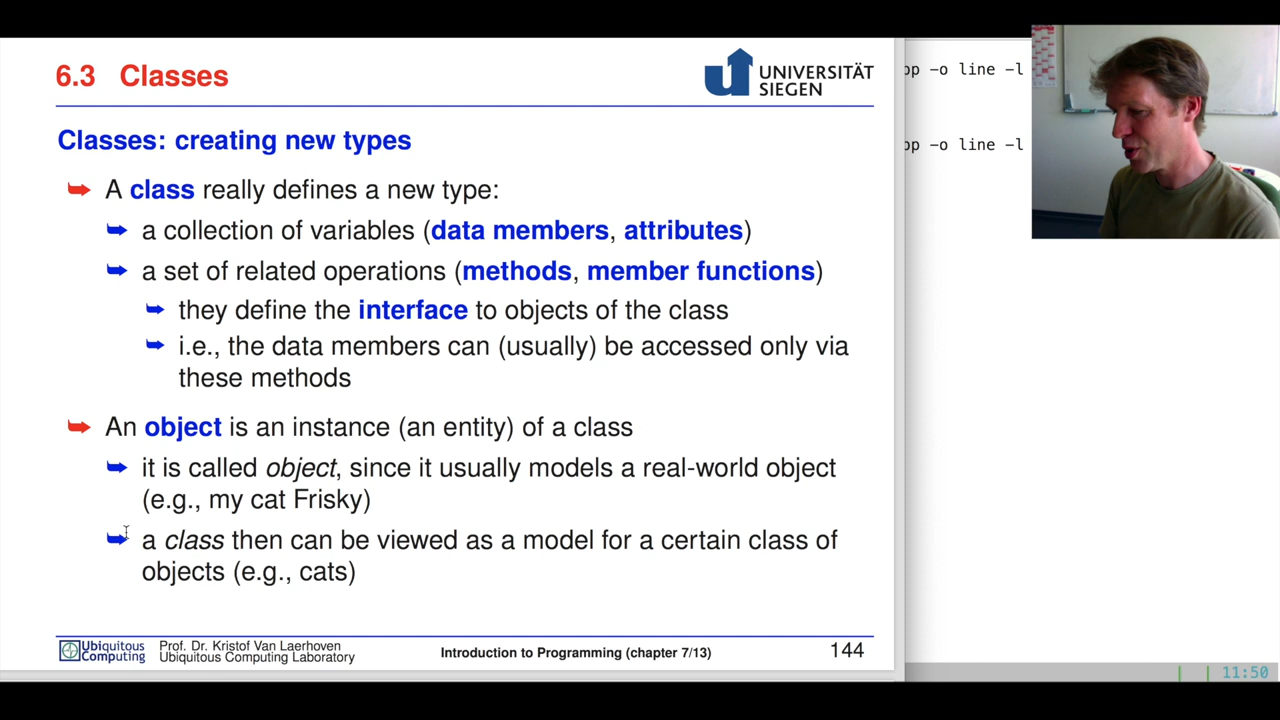 6.3 Classes
UNIVERSITÄT
SIEGEN
Classes: creating new types
A class really defines a new type:
a collection of variables (data members, attributes)
a set of related operations (methods, member functions)
they define the interface to objects of the class
i.e., the data members can (usually) be accessed only via
these methods
An object is an instance (an entity) of a class
it is called object, since it usually models a real-world object
(e.g., my cat Frisky)
a class then can be viewed as a model for a certain class of
objects (e.g., cats)
Ubiquitous
Computing
Prof. Dr. Kristof Van Laerhoven
Ubiquitous Computing Laboratory
Introduction to Programming (chapter 7/13)
144
pp -o line -l
pp -o line -l
11:50